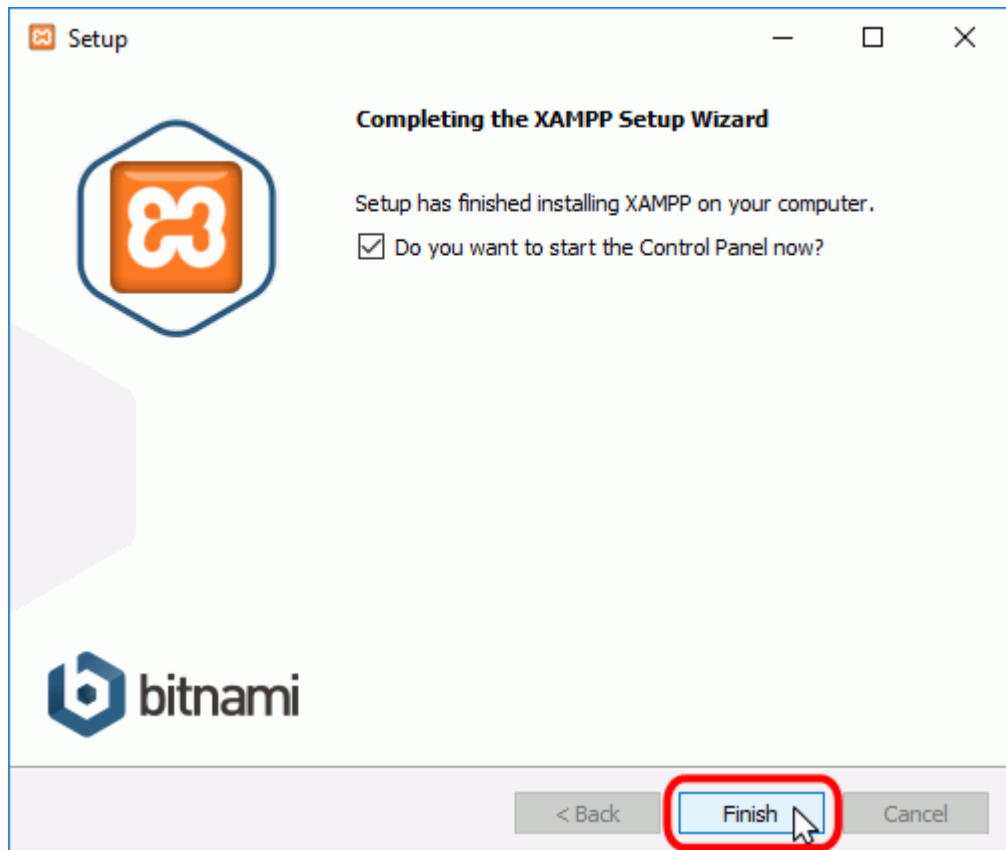 Setup
Completing the XAMPP Setup Wizard
Setup has finished installing XAMPP on your computer.
Do you want to start the Control Panel now?
bitnami
< Back
Finish
Cancel